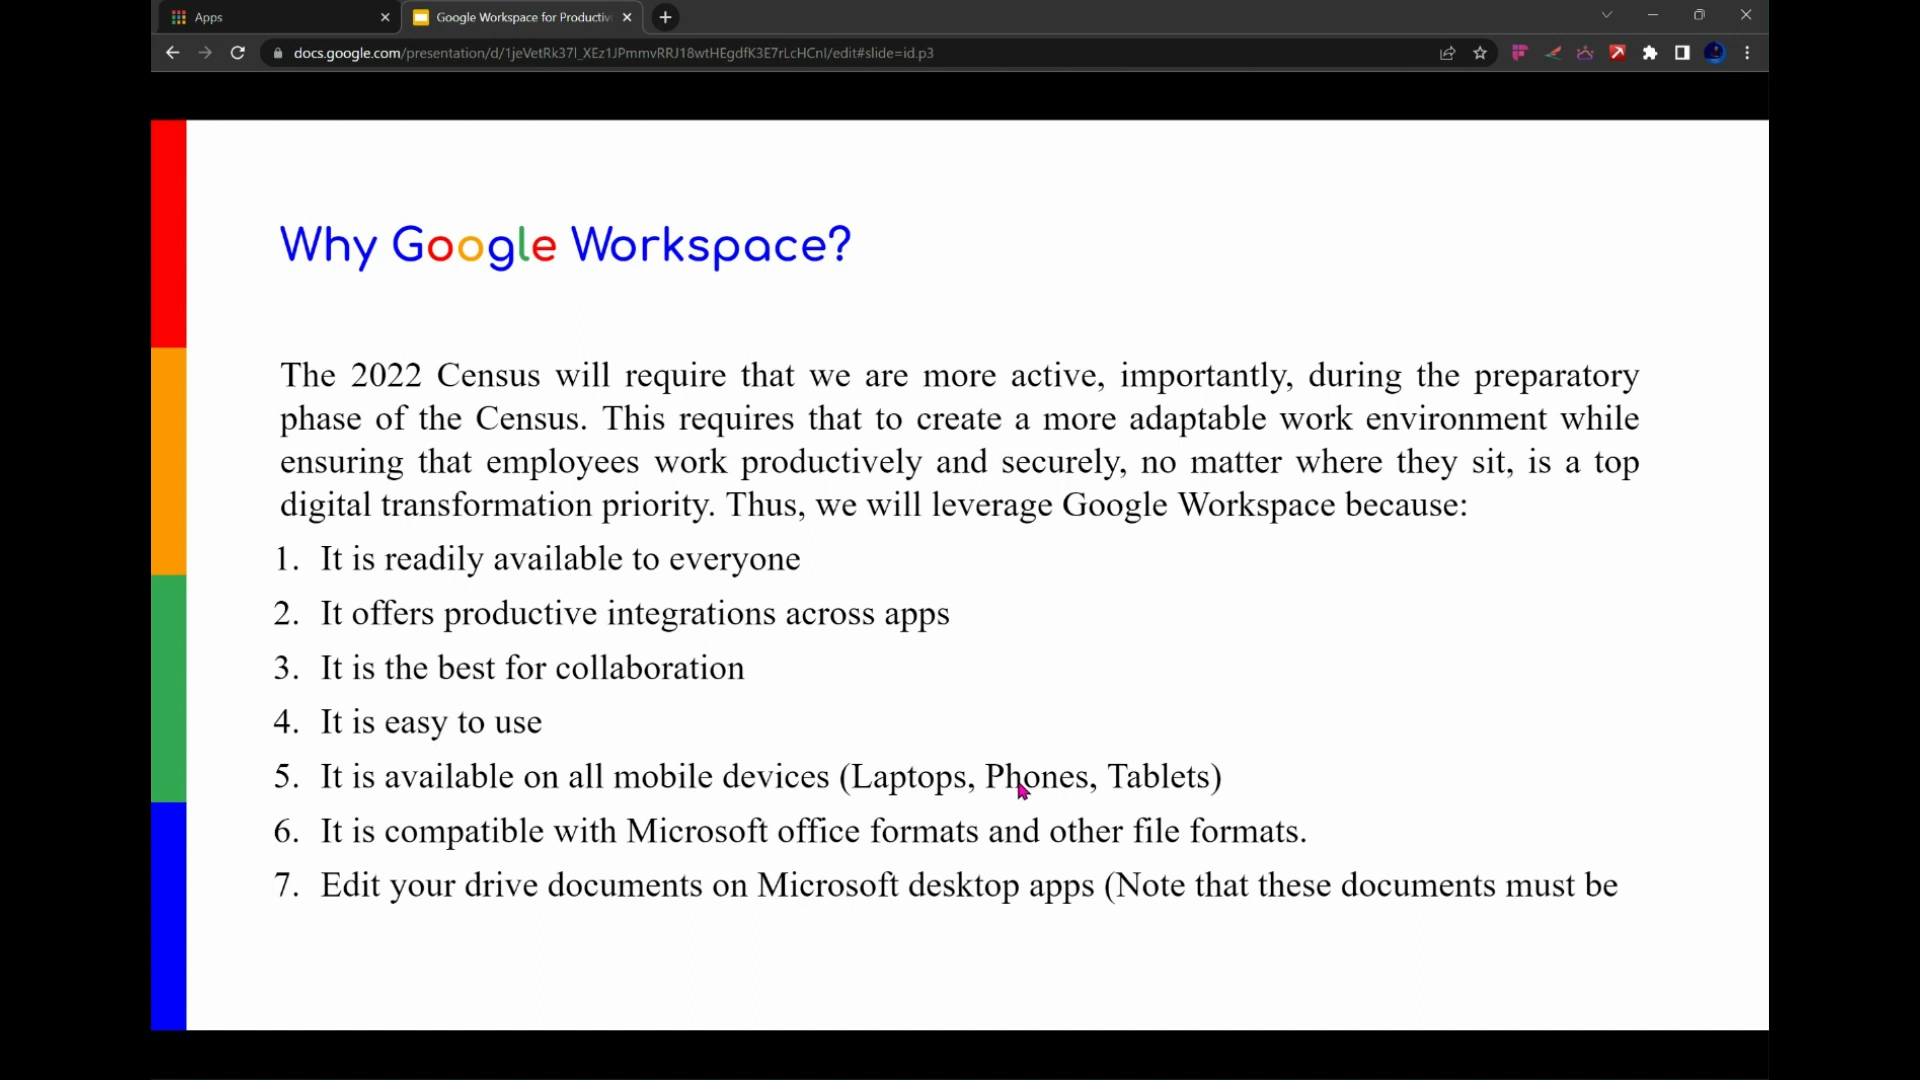 Apps
Google Workspace for Productivi
docs.google.com/presentation/d/1jeVetRk37l_XEz1JPmmvRRJ18wtHEgdfK3E7rLcHCnI/edit#slide=id.p3
Why Google Workspace?
The 2022 Census will require that we are more active, importantly, during the preparatory
phase of the Census. This requires that to create a more adaptable work environment while
ensuring that employees work productively and securely, no matter where they sit, is a top
digital transformation priority. Thus, we will leverage Google Workspace because:
1. It is readily available to everyone
2. It offers productive integrations across apps
3. It is the best for collaboration
4. It is easy to use
5. It is available on all mobile devices (Laptops, Phones, Tablets)
6. It is compatible with Microsoft office formats and other file formats.
7. Edit your drive documents on Microsoft desktop apps (Note that these documents must be